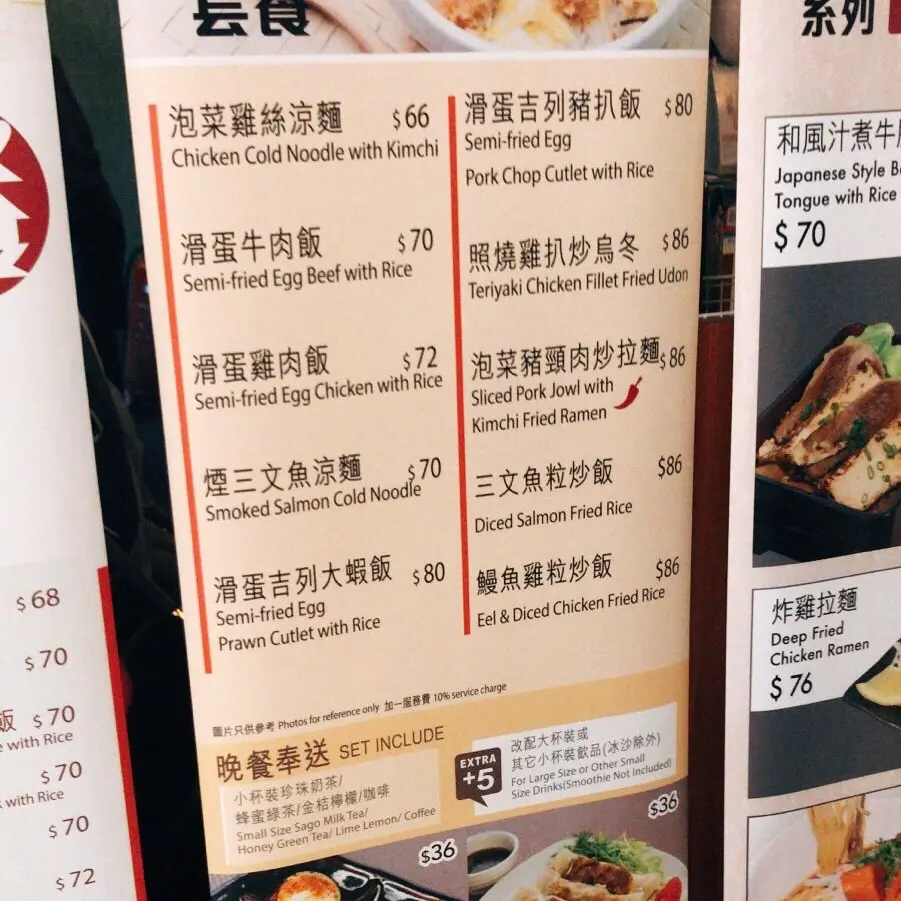 套食
泡菜雞絲涼麵 $66
Chicken Cold Noodle with Kimchi
滑蛋牛肉飯 $70
Semi-fried Egg Beef with Rice
滑蛋雞肉飯 $72
Semi-fried Egg Chicken with Rice
煙三文魚涼麵 $70
Smoked Salmon Cold Noodle
滑蛋吉列大蝦飯 $80
Semi-fried Egg
Prawn Cutlet with Rice
滑蛋吉列豬扒飯 $80
Semi-fried Egg
Pork Chop Cutlet with Rice
照燒雞扒炒烏冬 $86
Teriyaki Chicken Fillet Fried Udon
泡菜豬頸肉炒拉麵 $86
Sliced Pork Jowl with
Kimchi Fried Ramen
三文魚粒炒飯 $86
Diced Salmon Fried Rice
鰻魚雞粒炒飯 $86
Eel & Diced Chicken Fried Rice
圖片只供參考 Photos for reference only 加一服務費 10% service charge
晚餐奉送 SET INCLUDE
小杯裝珍珠奶茶/
蜂蜜綠茶/金桔檸檬/咖啡
Small Size Sago Milk Tea/
Honey Green Tea/ Lime Lemon/ Coffee
EXTRA
+5
改配大杯裝或
其它小杯裝飲品(冰沙除外)
For Large Size or Other Small
Size Drinks(Smoothie Not Included)
$36
$36
$68
$70
飯 $70
with Rice
$70
with Rice
$70
$72
系列
和風汁煮牛
Japanese Style
Tongue with Rice
$70
炸雞拉麵
Deep Fried
Chicken Ramen
$76